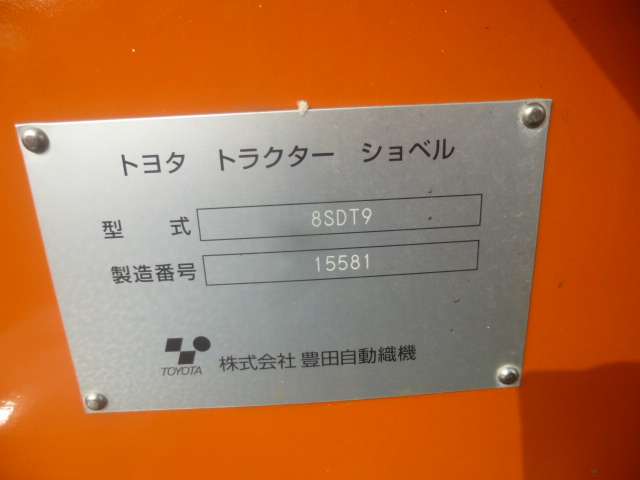 トヨタ トラクター ショベル
型式 8SDT9
製造番号 15581
TOYOTA 株式会社 豊田自動織機